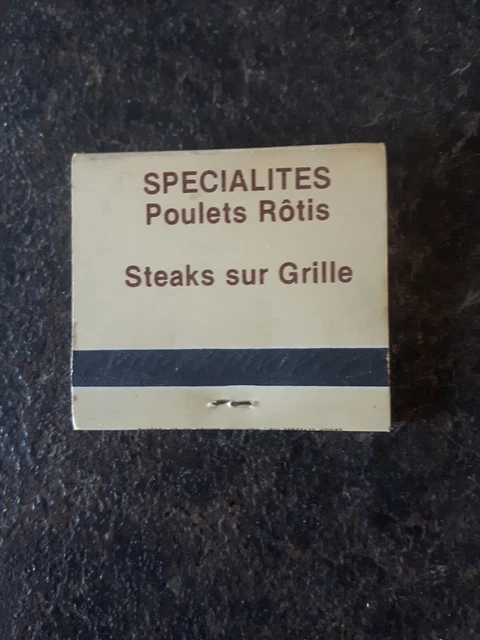 SPECIALITES
Poulets Rôtis
Steaks sur Grille